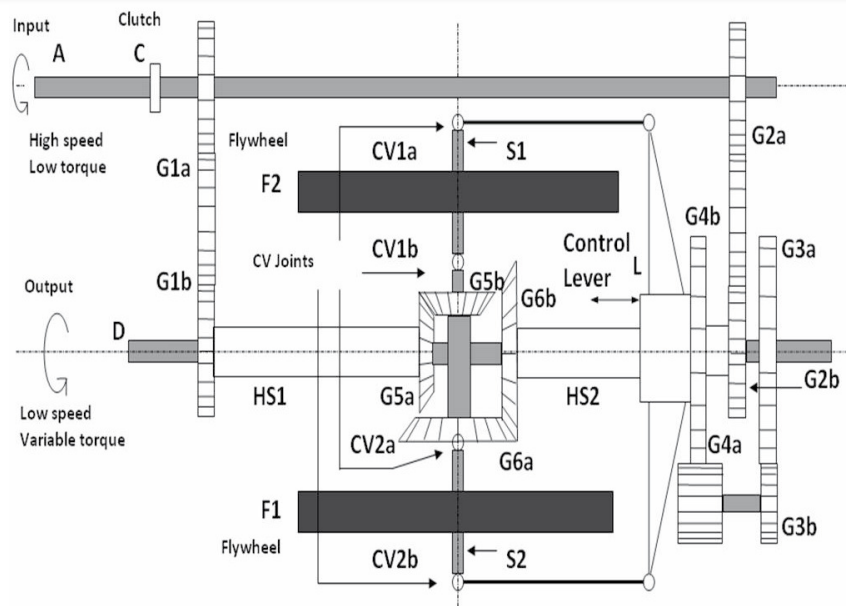 Input
Clutch
A
C
High speed
Low torque
G1a
Flywheel
CV1a
S1
G2a
F2
G4b
CV1b
Control
Lever
L
G3a
CV Joints
G1b
G5b
G6b
Output
D
HS1
G5a
HS2
G2b
Low speed
Variable torque
CV2a
G6a
G4a
F1
G3b
Flywheel
CV2b
S2